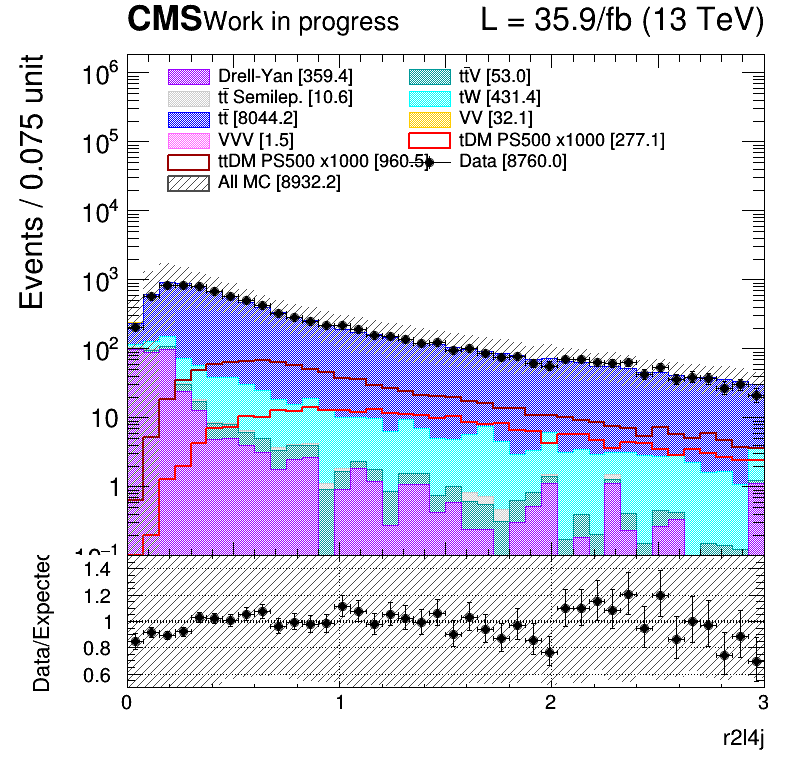 CMS Work in progress L = 35.9/fb (13 TeV)
Events / 0.075 unit
10⁶
10⁵
10⁴
10³
10²
10
1
10⁻¹
Drell-Yan [359.4] tt̄V [53.0]
tt̄ Semilep. [10.6] tW [431.4]
tt̄ [8044.2] VV [32.1]
VVV [1.5] tDM PS500 x1000 [277.1]
ttDM PS500 x1000 [960.5] Data [8760.0]
All MC [8932.2]
Data/Expected
1.4
1.2
1
0.8
0.6
0 1 2 3
r2l4j